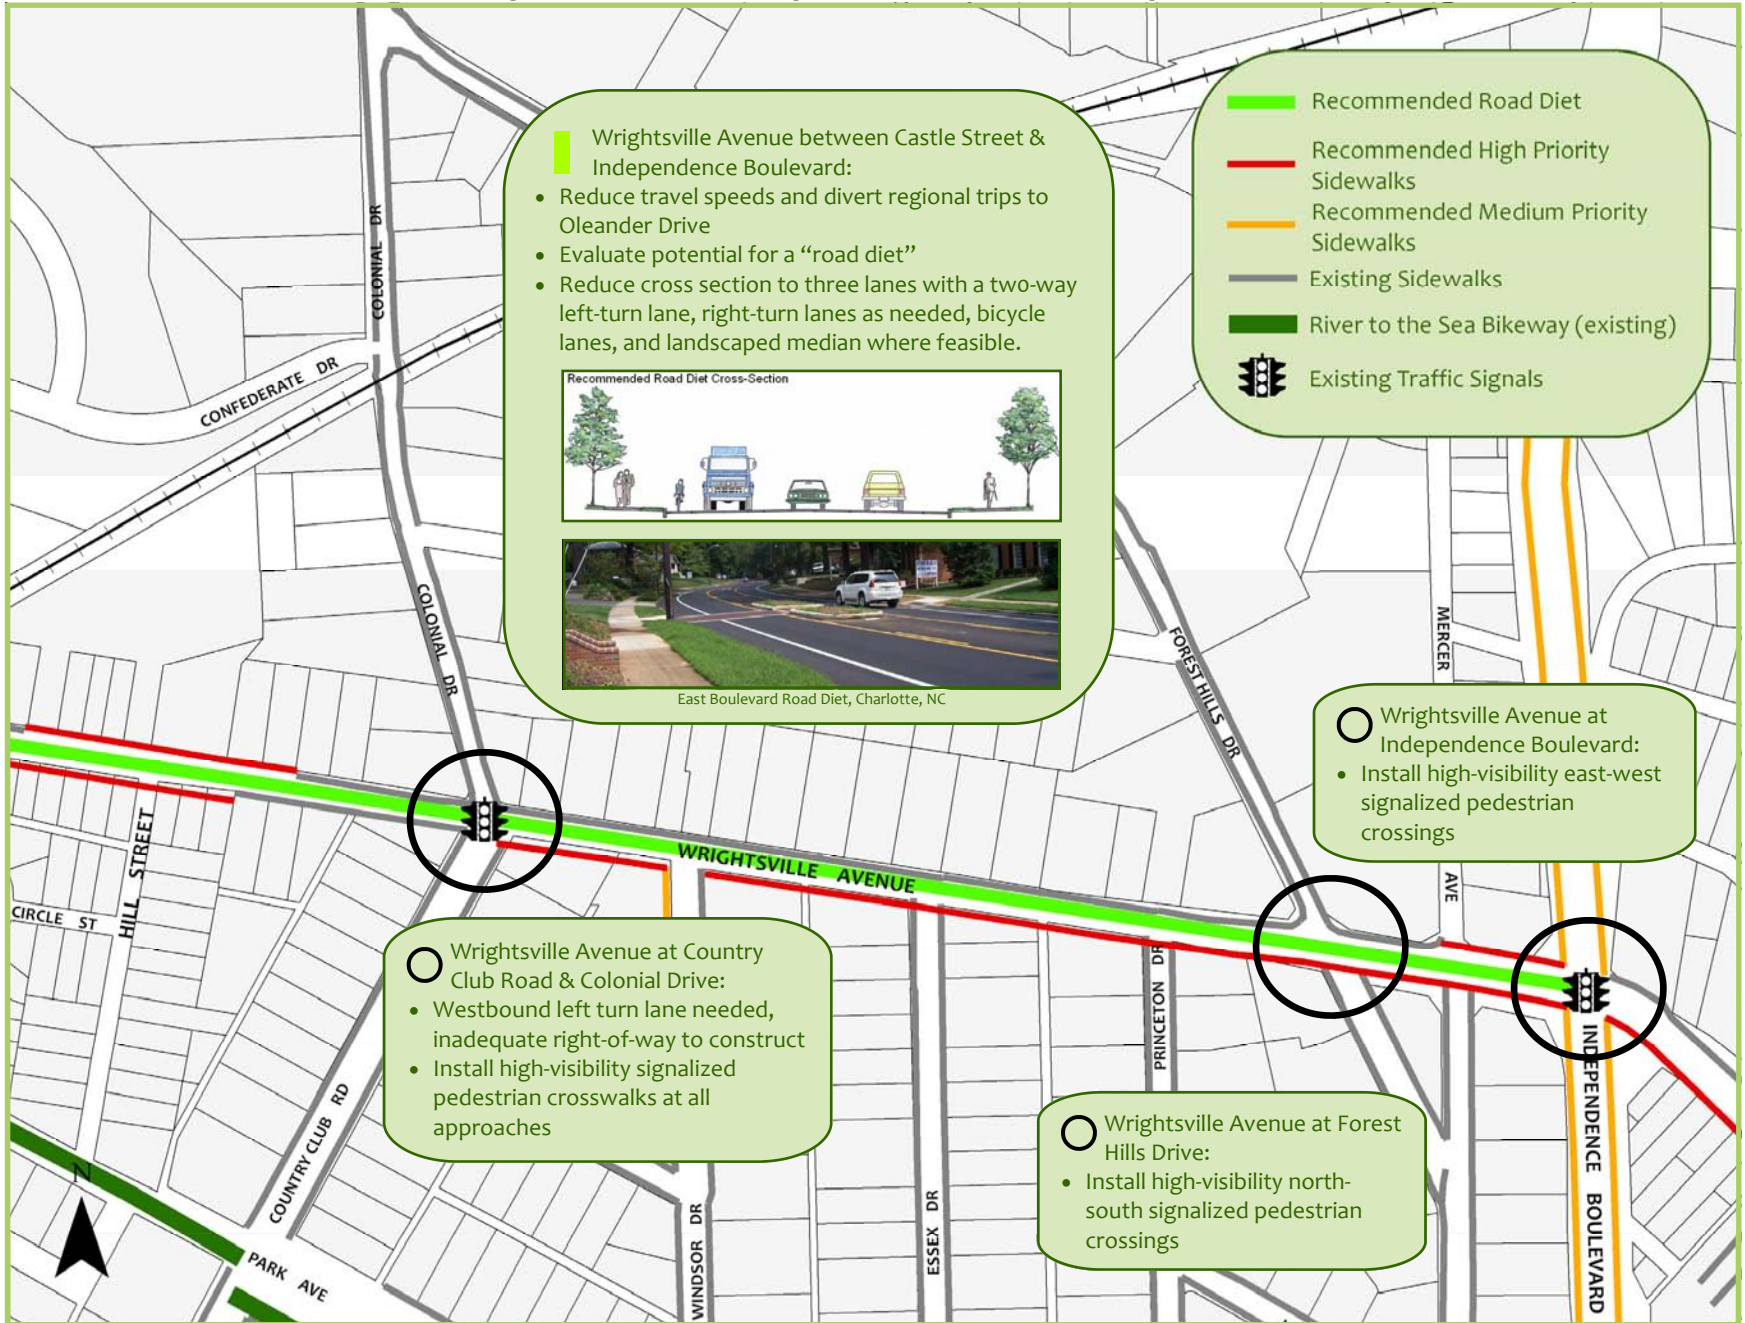 Wrightsville Avenue between Castle Street &
Independence Boulevard:
• Reduce travel speeds and divert regional trips to
Oleander Drive
• Evaluate potential for a “road diet”
• Reduce cross section to three lanes with a two-way
left-turn lane, right-turn lanes as needed, bicycle
lanes, and landscaped median where feasible.
Recommended Road Diet Cross-Section
East Boulevard Road Diet, Charlotte, NC
Recommended Road Diet
Recommended High Priority
Sidewalks
Recommended Medium Priority
Sidewalks
Existing Sidewalks
River to the Sea Bikeway (existing)
Existing Traffic Signals
COLONIAL DR
CONFEDERATE DR
COLONIAL DR
FOREST HILLS DR
MERCER
AVE
Wrightsville Avenue at
Independence Boulevard:
• Install high-visibility east-west
signalized pedestrian
crossings
WRIGHTSVILLE AVENUE
HILL STREET
CIRCLE ST
Wrightsville Avenue at Country
Club Road & Colonial Drive:
• Westbound left turn lane needed,
inadequate right-of-way to construct
• Install high-visibility signalized
pedestrian crosswalks at all
approaches
PRINCETON DR
INDEPENDENCE BOULEVARD
Wrightsville Avenue at Forest
Hills Drive:
• Install high-visibility north-
south signalized pedestrian
crossings
COUNTRY CLUB RD
N
PARK AVE
WINDSOR DR
ESSEX DR